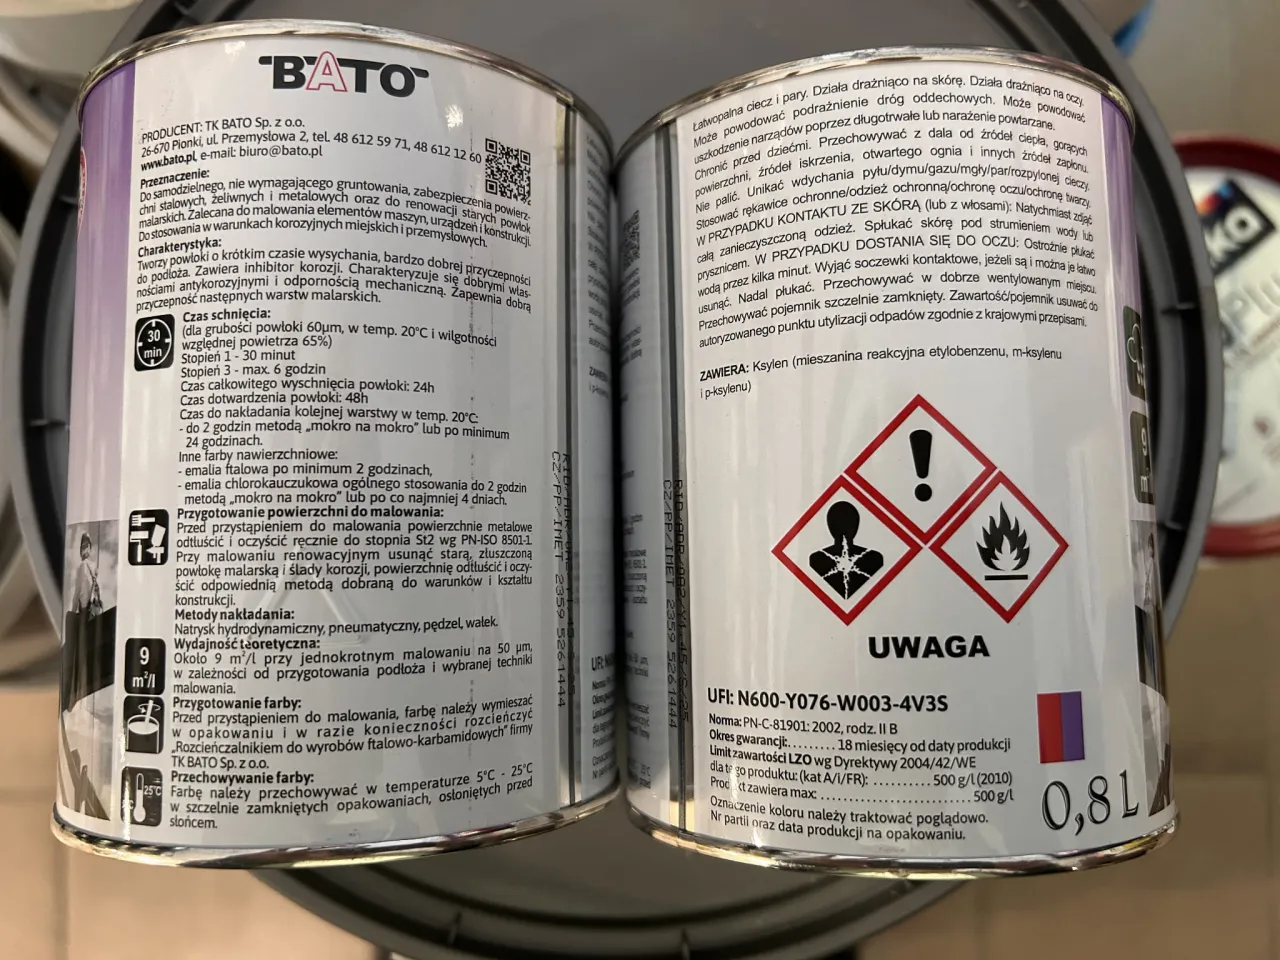 BATO
PRODUCENT: TK BATO Sp. z o.o.
26-670 Pionki, ul. Przemysłowa 2, tel. 48 612 59 71, 48 612 12 60
www.bato.pl, e-mail: biuro@bato.pl
Przeznaczenie:
Do samodzielnego, nie wymagającego gruntowania, zabezpieczenia powierz-
chni stalowych, żeliwnych i metalowych oraz do renowacji starych powłok
malarskich. Zalecana do malowania elementów maszyn, urządzeń i konstrukcji.
Do stosowania w warunkach korozyjnych miejskich i przemysłowych.
Charakterystyka:
Tworzy powłoki o krótkim czasie wysychania, bardzo dobrej przyczepności
do podłoża. Zawiera inhibitor korozji. Charakteryzuje się dobrymi włas-
nościami antykorozyjnymi i odpornością mechaniczną. Zapewnia dobrą
przyczepność następnych warstw malarskich.
30
min
Czas schnięcia:
(dla grubości powłoki 60µm, w temp. 20°C i wilgotności
względnej powietrza 65%)
Stopień 1 - 30 minut
Stopień 3 - max. 6 godzin
Czas całkowitego wyschnięcia powłoki: 24h
Czas dotwardzenia powłoki: 48h
Czas do nakładania kolejnej warstwy w temp. 20°C:
- do 2 godzin metodą „mokro na mokro" lub po minimum
24 godzinach.
Inne farby nawierzchniowe:
- emalia ftalowa po minimum 2 godzinach,
- emalia chlorokauczukowa ogólnego stosowania do 2 godzin
metodą „mokro na mokro" lub po co najmniej 4 dniach.
Przygotowanie powierzchni do malowania:
Przed przystąpieniem do malowania powierzchnie metalowe
odtłuścić i oczyścić ręcznie do stopnia St2 wg PN-ISO 8501-1.
Przy malowaniu renowacyjnym usunąć starą, złuszczoną
powłokę malarską i ślady korozji, powierzchnię odtłuścić i oczy-
ścić odpowiednią metodą dobraną do warunków i kształtu
konstrukcji.
Metody nakładania:
Natrysk hydrodynamiczny, pneumatyczny, pędzel, wałek.
9
m²/l
Wydajność teoretyczna:
Około 9 m²/l przy jednokrotnym malowaniu na 50 µm,
w zależności od przygotowania podłoża i wybranej techniki
malowania.
Przygotowanie farby:
Przed przystąpieniem do malowania, farbę należy wymieszać
w opakowaniu i w razie konieczności rozcieńczyć
„Rozcieńczalnikiem do wyrobów ftalowo-karbamidowych" firmy
TK BATO Sp. z o.o.
25°C
Przechowywanie farby:
Farbę należy przechowywać w temperaturze 5°C - 25°C
w szczelnie zamkniętych opakowaniach, osłoniętych przed
słońcem.
CZ/PP/IMET 2359 5261444
Łatwopalna ciecz i pary. Działa drażniąco na skórę. Działa drażniąco na oczy.
Może powodować podrażnienie dróg oddechowych. Może powodować
uszkodzenie narządów poprzez długotrwałe lub narażenie powtarzane.
Chronić przed dziećmi. Przechowywać z dala od źródeł ciepła, gorących
powierzchni, źródeł iskrzenia, otwartego ognia i innych źródeł zapłonu.
Nie palić. Unikać wdychania pyłu/dymu/gazu/mgły/par/rozpylonej cieczy.
Stosować rękawice ochronne/odzież ochronną/ochronę oczu/ochronę twarzy.
W PRZYPADKU KONTAKTU ZE SKÓRĄ (lub z włosami): Natychmiast zdjąć
całą zanieczyszczoną odzież. Spłukać skórę pod strumieniem wody lub
prysznicem. W PRZYPADKU DOSTANIA SIĘ DO OCZU: Ostrożnie płukać
wodą przez kilka minut. Wyjąć soczewki kontaktowe, jeżeli są i można je łatwo
usunąć. Nadal płukać. Przechowywać w dobrze wentylowanym miejscu.
Przechowywać pojemnik szczelnie zamknięty. Zawartość/pojemnik usuwać do
autoryzowanego punktu utylizacji odpadów zgodnie z krajowymi przepisami.
ZAWIERA: Ksylen (mieszanina reakcyjna etylobenzenu, m-ksylenu
i p-ksylenu)
UWAGA
UFI: N600-Y076-W003-4V3S
Norma: PN-C-81901: 2002, rodz. II B
Okres gwarancji:......... 18 miesięcy od daty produkcji
Limit zawartości LZO wg Dyrektywy 2004/42/WE
dla tego produktu: (kat A/i/FR): ............ 500 g/l (2010)
Produkt zawiera max: ................................ 500 g/l
Oznaczenie koloru należy traktować poglądowo.
Nr partii oraz data produkcji na opakowaniu.
0,8 L
CZ/PP/IMET 2359 5261444